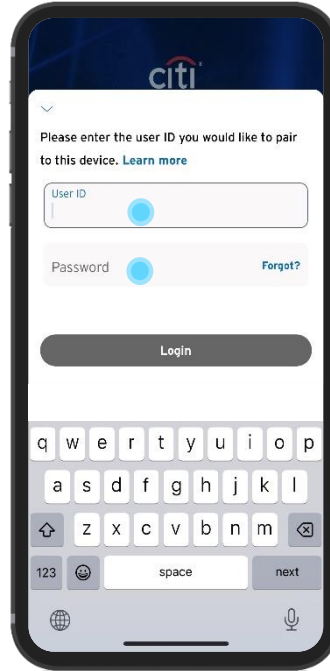 citi
Please enter the user ID you would like to pair
to this device. Learn more
User ID
Password Forgot?
Login
q w e r t y u i o p
a s d f g h j k l
z x c v b n m
123 space next